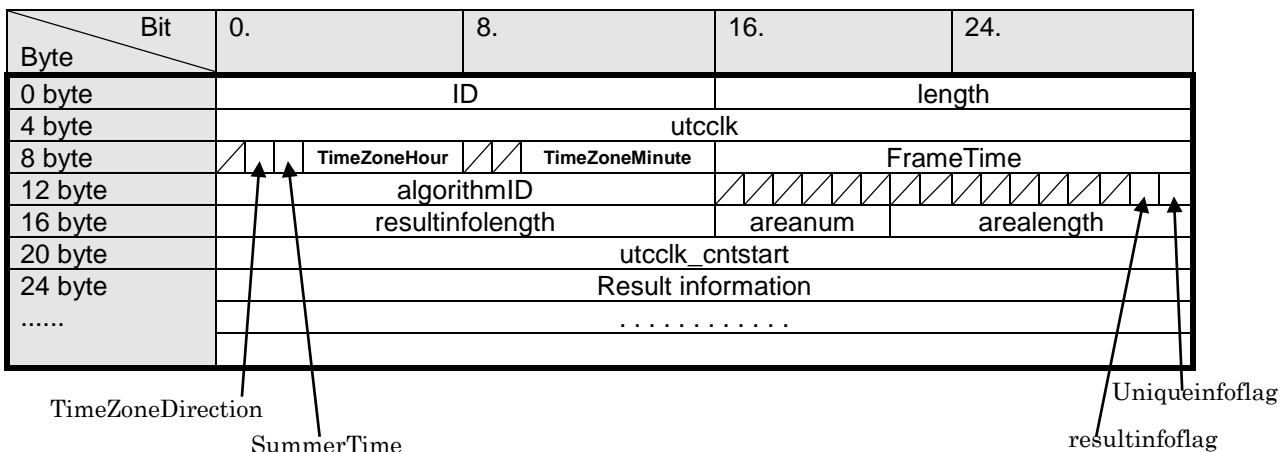 Bit 0. 8. 16. 24.
Byte
0 byte ID length
4 byte utcclk
8 byte TimeZoneHour TimeZoneMinute FrameTime
12 byte algorithmID
16 byte resultinfolength areanum arealength
20 byte utcclk_cntstart
24 byte Result information
...... . . . . . . . . . . . .
Uniqueinfoflag
TimeZoneDirection
resultinfoflag
SummerTime